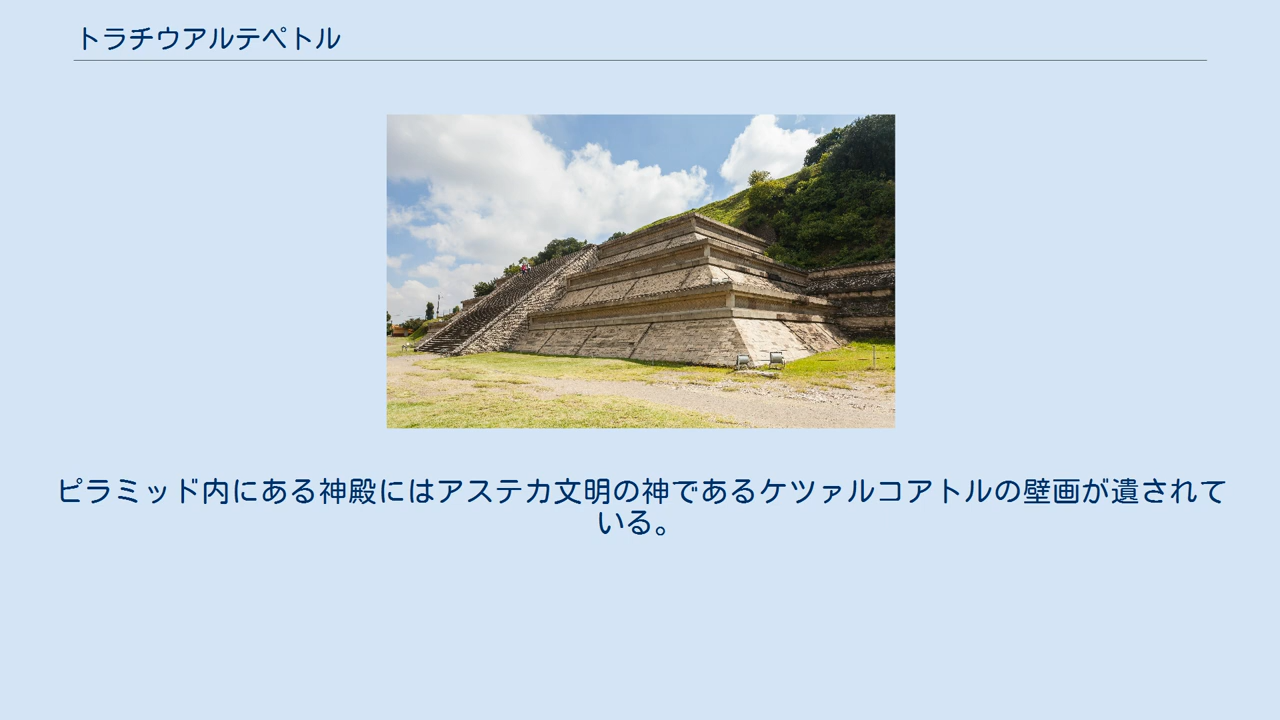 トラチウアルテペトル
ピラミッド内にある神殿にはアステカ文明の神であるケツァルコアトルの壁画が遺されて
いる。